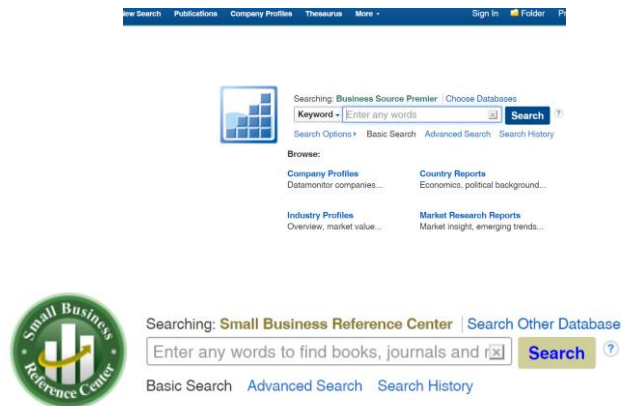 New Search Publications Company Profiles Thesaurus More Sign In Folder
Searching: Business Source Premier | Choose Databases
Keyword Enter any words Search ?
Search Options Basic Search Advanced Search Search History
Browse:
Company Profiles Country Reports
Datamonitor companies... Economics, political background...
Industry Profiles Market Research Reports
Overview, market value... Market insight, emerging trends...
Small Business Reference Center
Searching: Small Business Reference Center | Search Other Database
Enter any words to find books, journals and r Search ?
Basic Search Advanced Search Search History